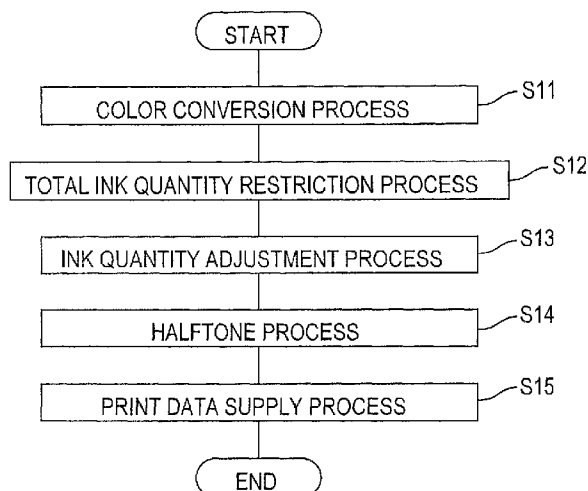 START
COLOR CONVERSION PROCESS
S11
TOTAL INK QUANTITY RESTRICTION PROCESS
S12
INK QUANTITY ADJUSTMENT PROCESS
S13
HALFTONE PROCESS
S14
PRINT DATA SUPPLY PROCESS
S15
END